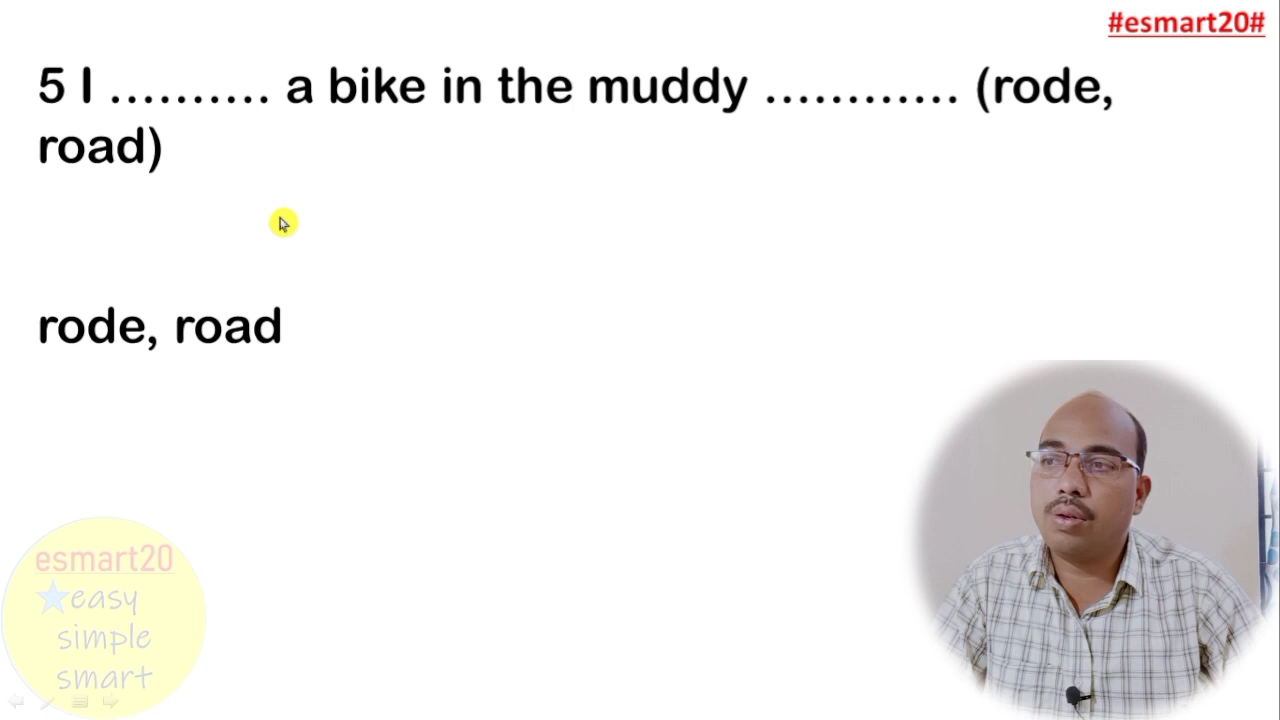 #esmart20#
5 I .......... a bike in the muddy ............ (rode,
road)
rode, road
esmart20
easy
simple
smart